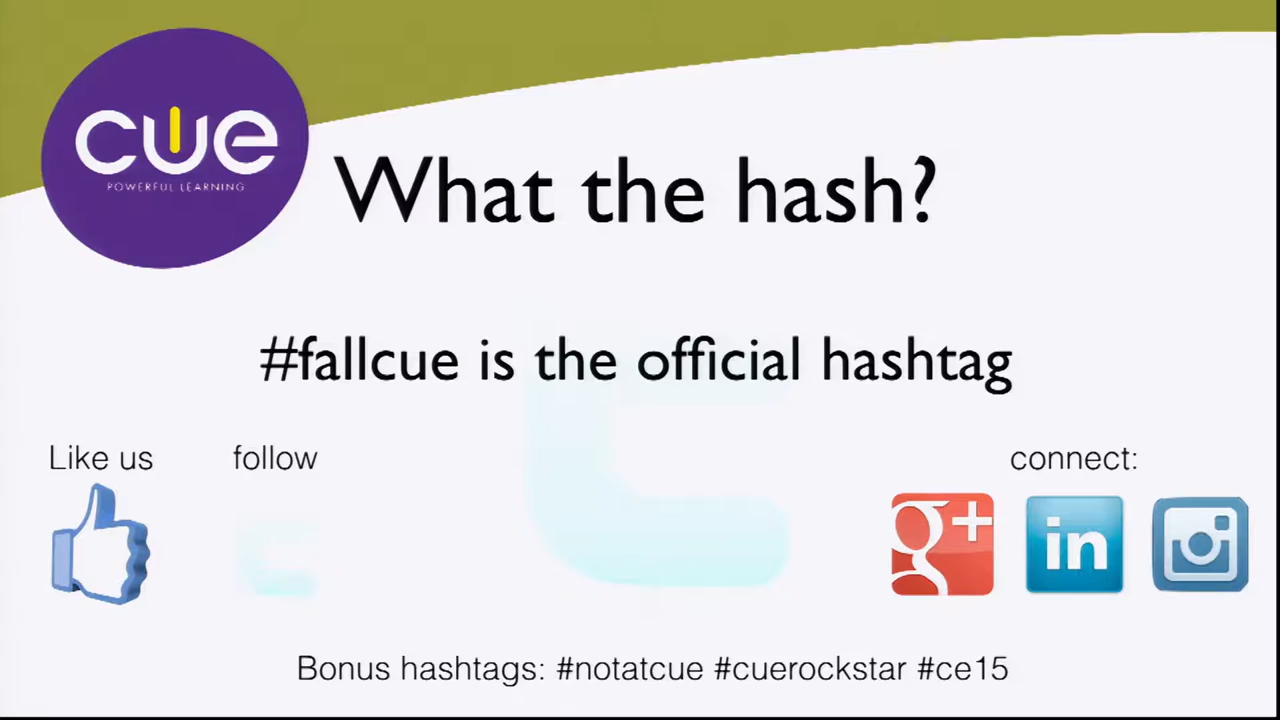 cue
POWERFUL LEARNING
What the hash?
#fallcue is the official hashtag
Like us follow connect:
g+ in
Bonus hashtags: #notatcue #cuerockstar #ce15